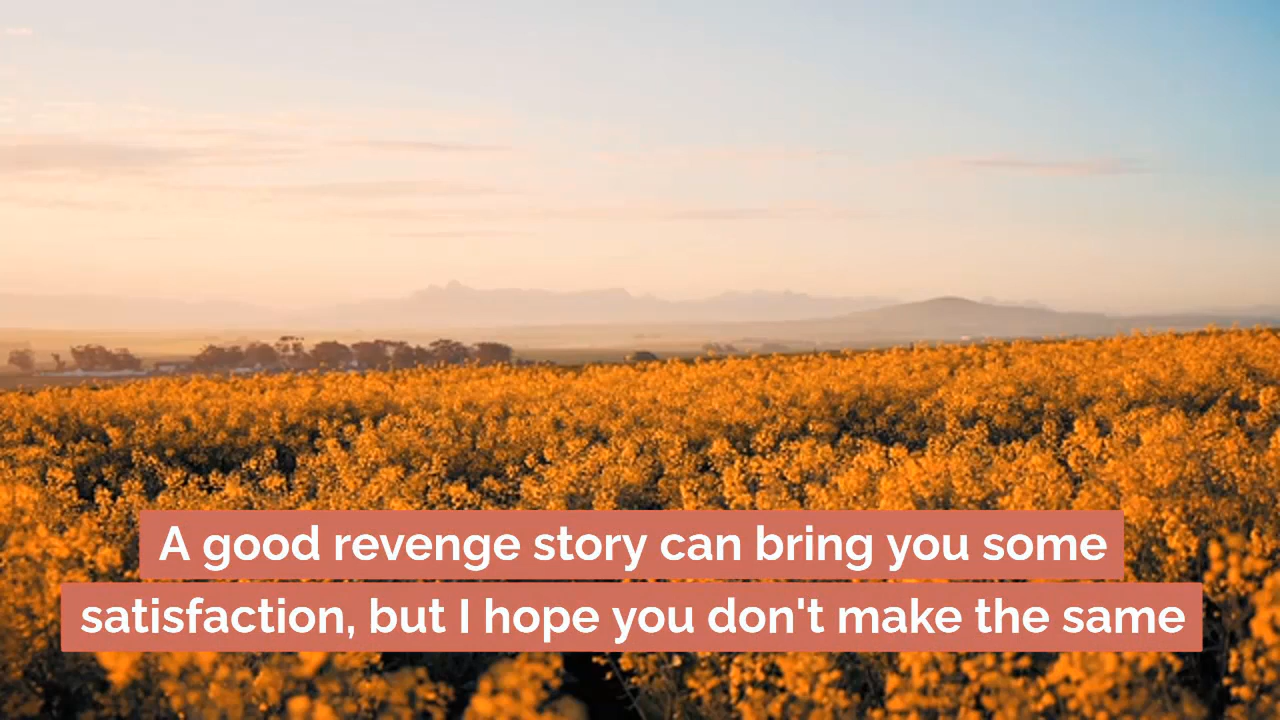 A good revenge story can bring you some
satisfaction, but I hope you don't make the same